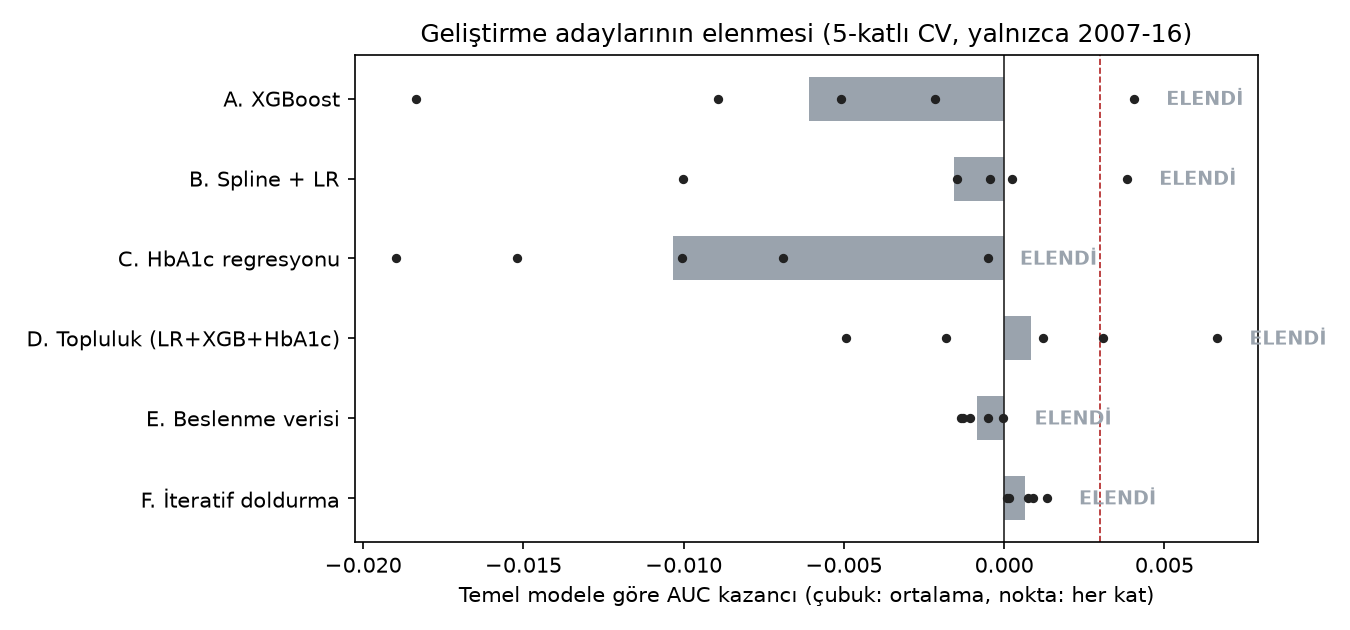 Geliştirme adaylarının elenmesi (5-katlı CV, yalnızca 2007-16)
A. XGBoost ELENDİ
B. Spline + LR ELENDİ
C. HbA1c regresyonu ELENDİ
D. Topluluk (LR+XGB+HbA1c) ELENDİ
E. Beslenme verisi ELENDİ
F. İteratif doldurma ELENDİ
−0.020 −0.015 −0.010 −0.005 0.000 0.005
Temel modele göre AUC kazancı (çubuk: ortalama, nokta: her kat)